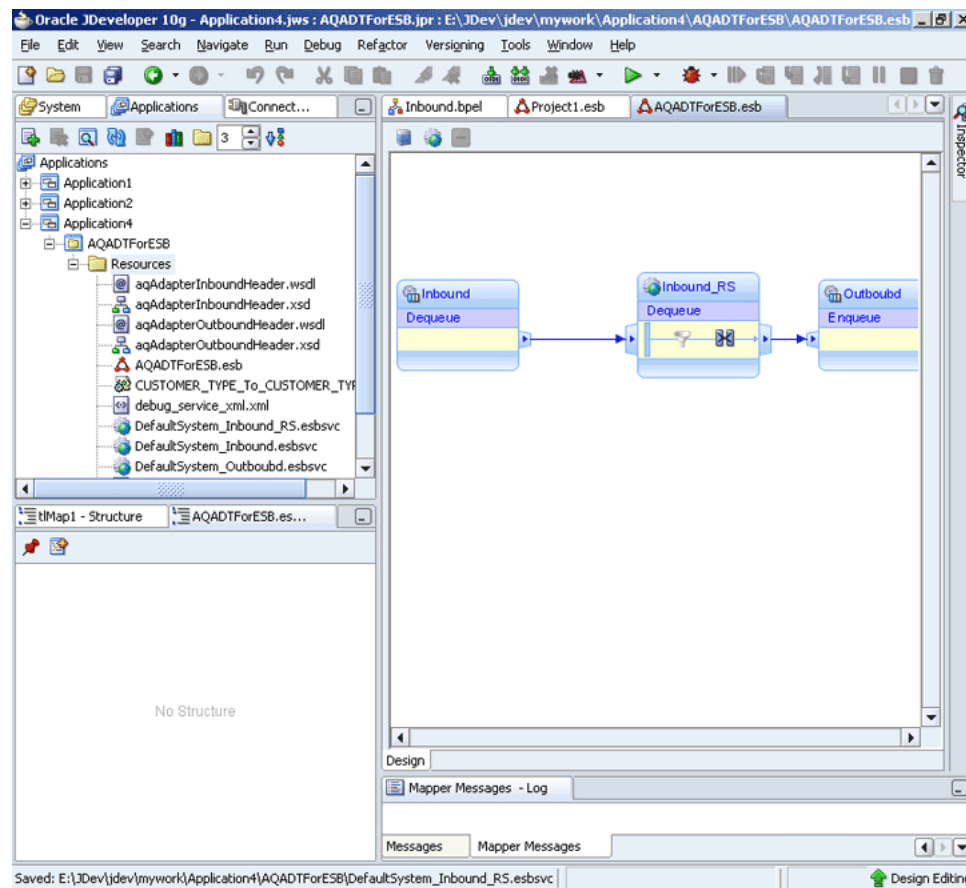 Oracle JDeveloper 10g - Application4.jws : AQADTForESB.jpr : E:\JDev\jdev\mywork\Application4\AQADTForESB\AQADTForESB.esb
File Edit View Search Navigate Run Debug Refactor Versioning Tools Window Help
System Applications Connect...
Inbound.bpel Project1.esb AQADTForESB.esb
3
Inspector
Applications
Application1
Application2
Application4
AQADTForESB
Resources
aqAdapterInboundHeader.wsdl
aqAdapterInboundHeader.xsd
aqAdapterOutboundHeader.wsdl
aqAdapterOutboundHeader.xsd
AQADTForESB.esb
CUSTOMER_TYPE_To_CUSTOMER_TYP
debug_service_xml.xml
DefaultSystem_Inbound_RS.esbsvc
DefaultSystem_Inbound.esbsvc
DefaultSystem_Outboubd.esbsvc
Inbound
Dequeue
Inbound_RS
Dequeue
Outboubd
Enqueue
tlMap1 - Structure AQADTForESB.es...
No Structure
Design
Mapper Messages - Log
Messages Mapper Messages
Saved: E:\JDev\jdev\mywork\Application4\AQADTForESB\DefaultSystem_Inbound_RS.esbsvc
Design Editing